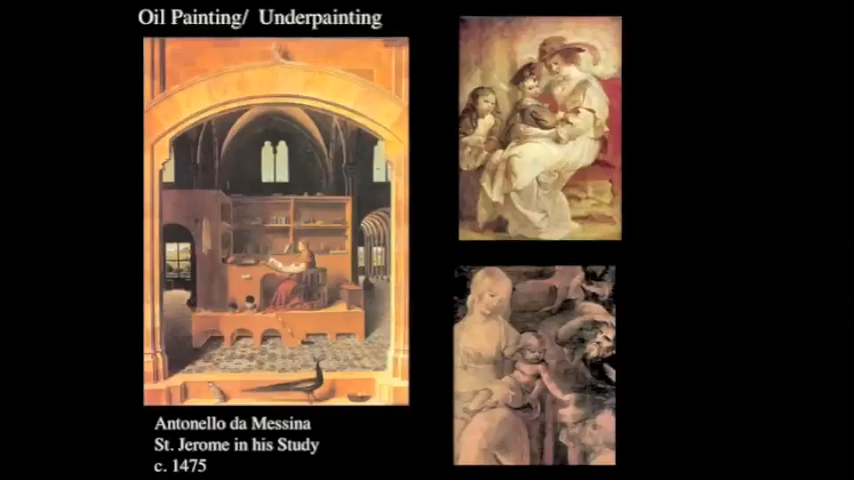 Oil Painting/ Underpainting
Antonello da Messina
St. Jerome in his Study
c. 1475